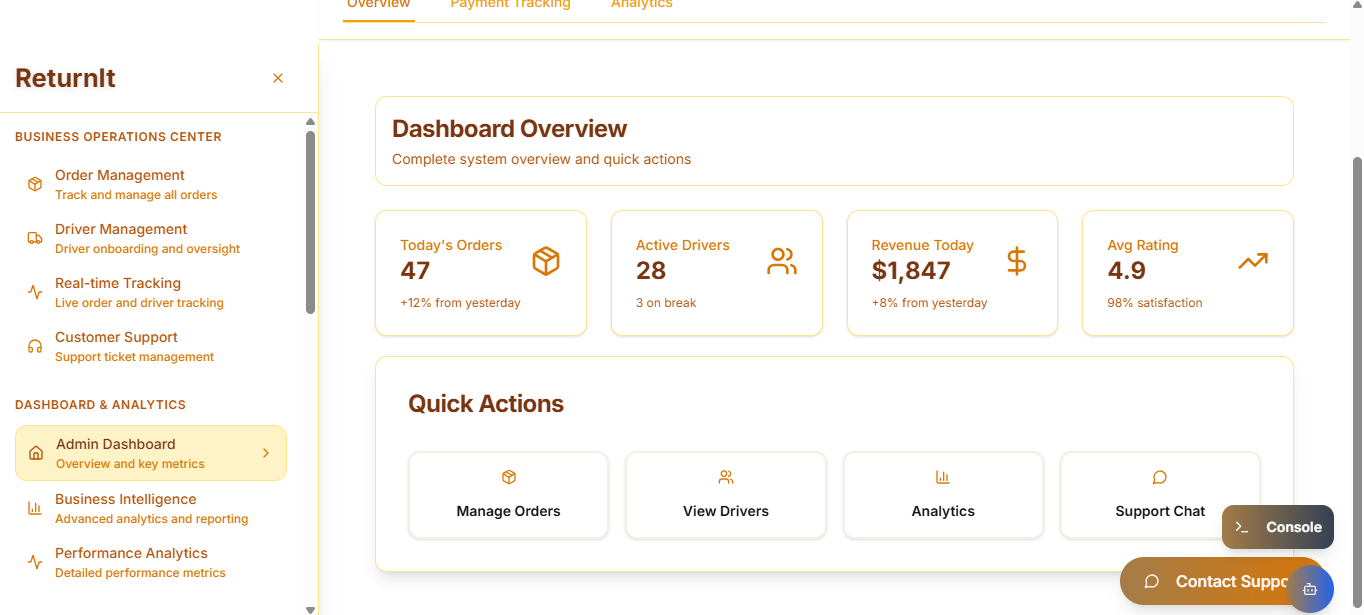 Overview
Payment Tracking
Analytics
ReturnIt
BUSINESS OPERATIONS CENTER
Order Management
Track and manage all orders
Driver Management
Driver onboarding and oversight
Real-time Tracking
Live order and driver tracking
Customer Support
Support ticket management
DASHBOARD & ANALYTICS
Admin Dashboard
Overview and key metrics
Business Intelligence
Advanced analytics and reporting
Performance Analytics
Detailed performance metrics
Dashboard Overview
Complete system overview and quick actions
Today's Orders
47
+12% from yesterday
Active Drivers
28
3 on break
Revenue Today
$1,847
+8% from yesterday
Avg Rating
4.9
98% satisfaction
Quick Actions
Manage Orders
View Drivers
Analytics
Support Chat
Console
Contact Suppo